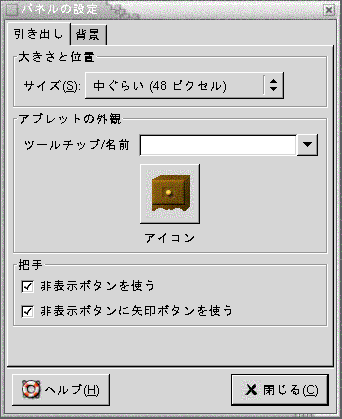 パネルの設定
引き出し 背景
大きさと位置
サイズ(S): 中ぐらい (48 ピクセル)
アプレットの外観
ツールチップ/名前
アイコン
把手
非表示ボタンを使う
非表示ボタンに矢印ボタンを使う
ヘルプ(H) 閉じる(C)